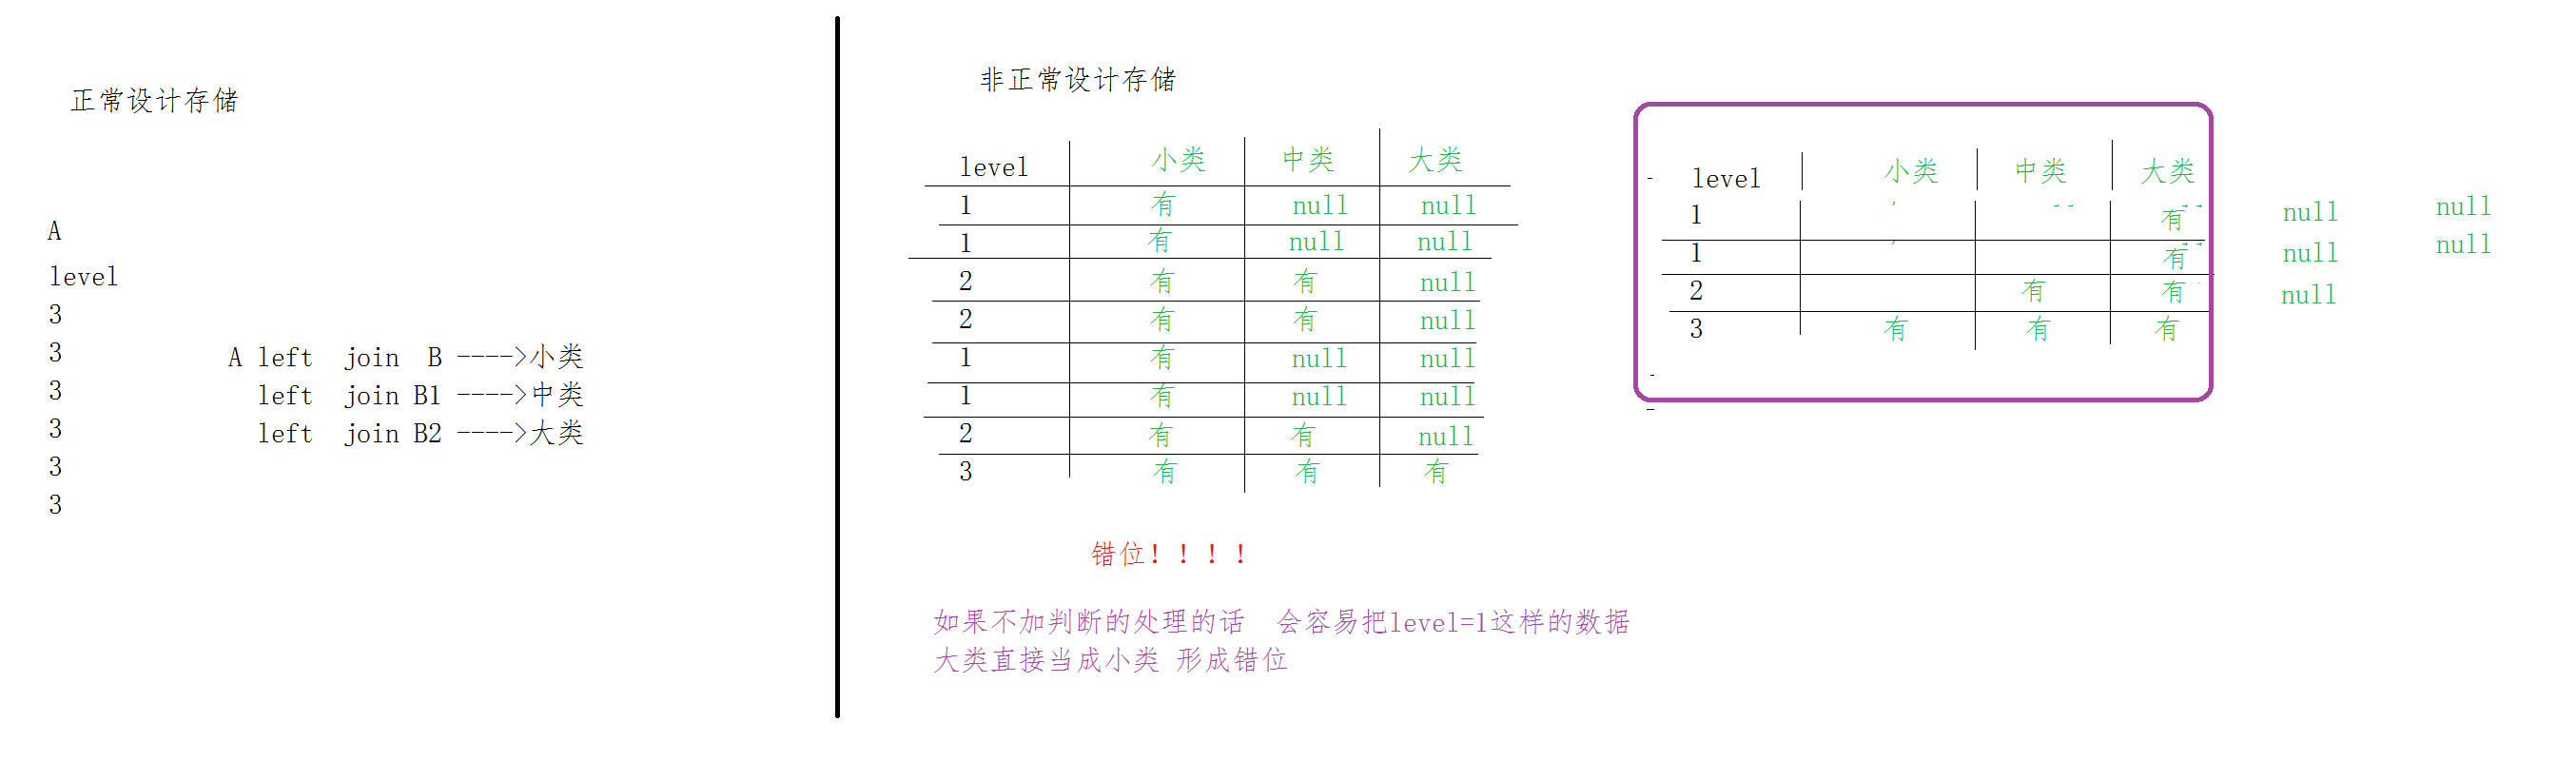 正常设计存储
A
level
3
3
3
3
3
3
A left join B ---->小类
left join B1 ---->中类
left join B2 ---->大类
非正常设计存储
level 小类 中类 大类
1 有 null null
1 有 null null
2 有 有 null
2 有 有 null
1 有 null null
1 有 null null
2 有 有 null
3 有 有 有
错位！！！！
如果不加判断的处理的话 会容易把level=1这样的数据
大类直接当成小类 形成错位
level 小类 中类 大类
1 有 null null
1 有 null null
2 有 有 null
3 有 有 有